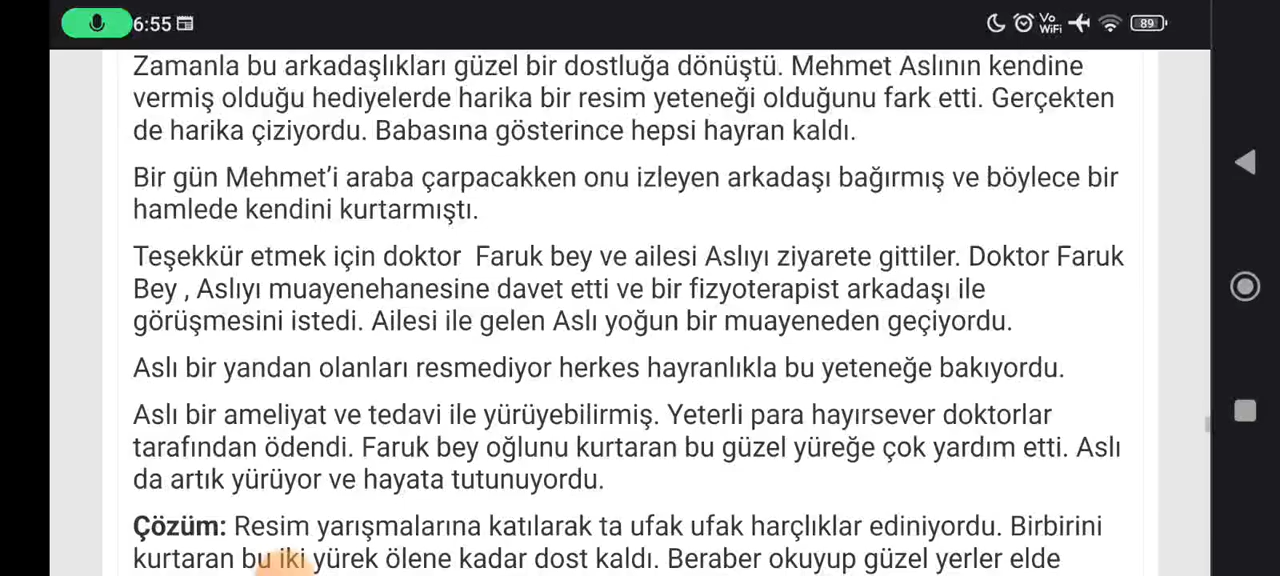 6:55
Vo
WiFi
89
Zamanla bu arkadaşlıkları güzel bir dostluğa dönüştü. Mehmet Aslının kendine
vermiş olduğu hediyelerde harika bir resim yeteneği olduğunu fark etti. Gerçekten
de harika çiziyordu. Babasına gösterince hepsi hayran kaldı.
Bir gün Mehmet’i araba çarpacakken onu izleyen arkadaşı bağırmış ve böylece bir
hamlede kendini kurtarmıştı.
Teşekkür etmek için doktor  Faruk bey ve ailesi Aslıyı ziyarete gittiler. Doktor Faruk
Bey , Aslıyı muayenehanesine davet etti ve bir fizyoterapist arkadaşı ile
görüşmesini istedi. Ailesi ile gelen Aslı yoğun bir muayeneden geçiyordu.
Aslı bir yandan olanları resmediyor herkes hayranlıkla bu yeteneğe bakıyordu.
Aslı bir ameliyat ve tedavi ile yürüyebilirmiş. Yeterli para hayırsever doktorlar
tarafından ödendi. Faruk bey oğlunu kurtaran bu güzel yüreğe çok yardım etti. Aslı
da artık yürüyor ve hayata tutunuyordu.
Çözüm: Resim yarışmalarına katılarak ta ufak ufak harçlıklar ediniyordu. Birbirini
kurtaran bu iki yürek ölene kadar dost kaldı. Beraber okuyup güzel yerler elde